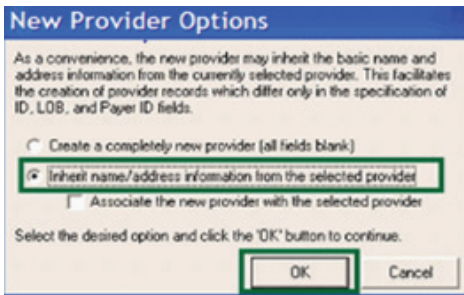 New Provider Options
As a convenience, the new provider may inherit the basic name and
address information from the currently selected provider. This facilitates
the creation of provider records which differ only in the specification of
ID, LOB, and Payer ID fields.
Create a completely new provider (all fields blank)
Inherit name/address information from the selected provider
Associate the new provider with the selected provider
Select the desired option and click the 'OK' button to continue.
OK Cancel